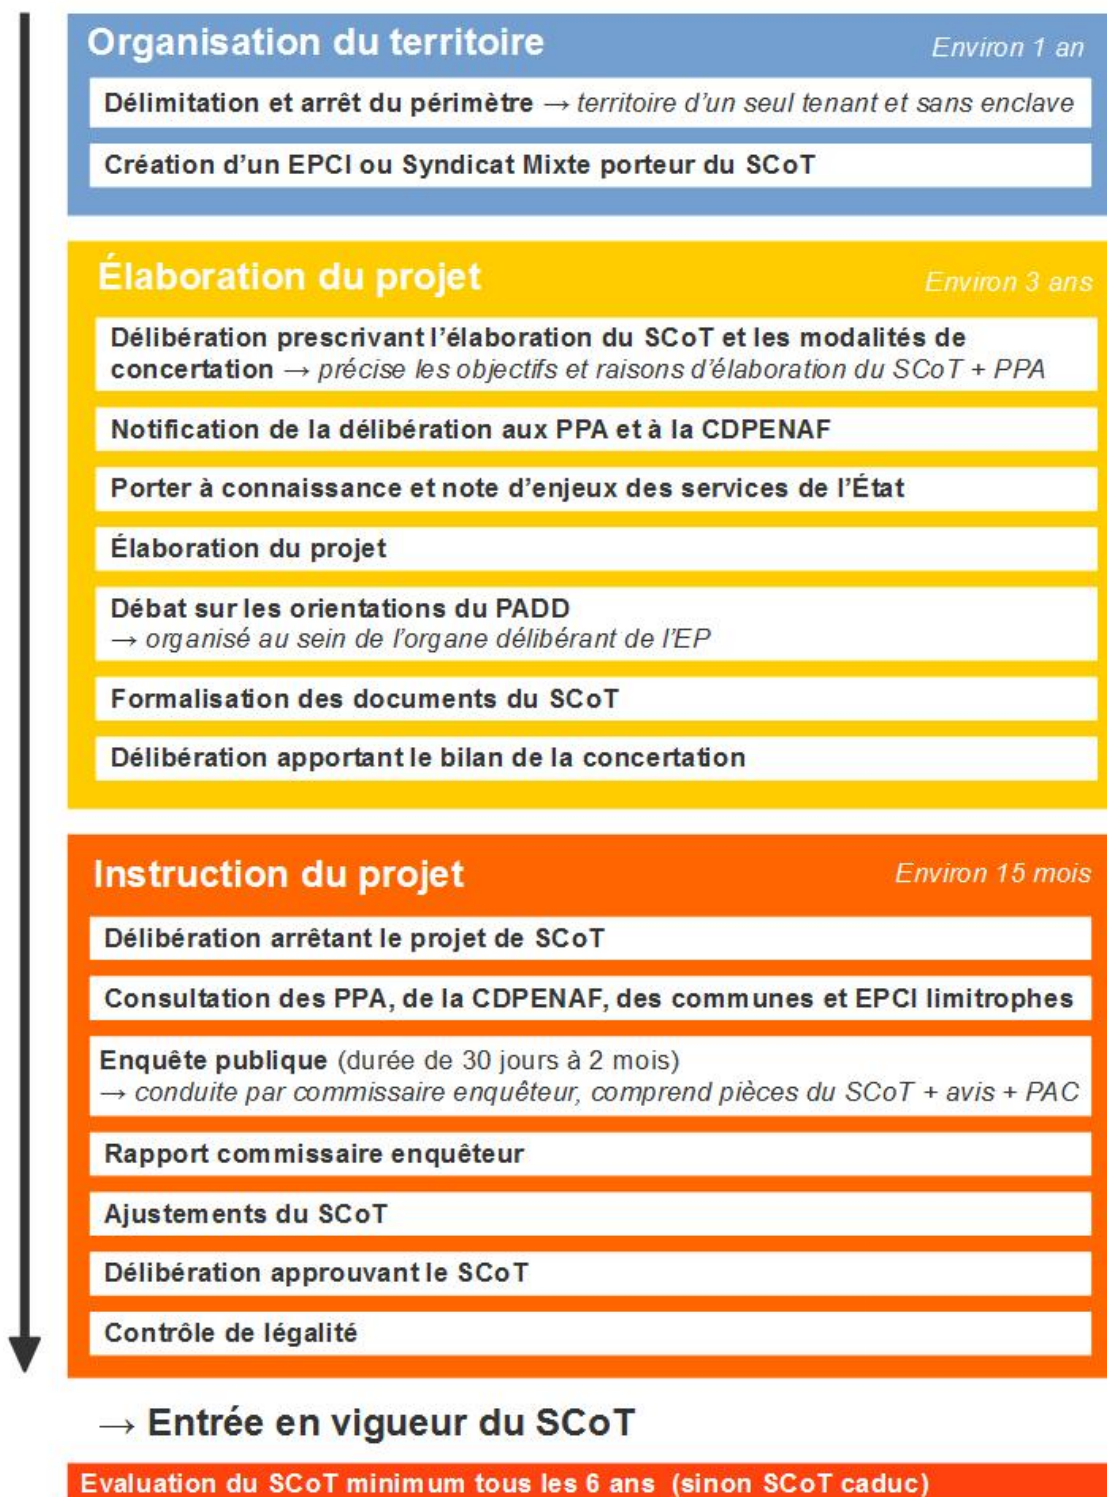 Organisation du territoire Environ 1 an
Délimitation et arrêt du périmètre → territoire d'un seul tenant et sans enclave
Création d'un EPCI ou Syndicat Mixte porteur du SCoT
Élaboration du projet Environ 3 ans
Délibération prescrivant l'élaboration du SCoT et les modalités de
concertation → précise les objectifs et raisons d'élaboration du SCoT + PPA
Notification de la délibération aux PPA et à la CDPENAF
Porter à connaissance et note d'enjeux des services de l'État
Élaboration du projet
Débat sur les orientations du PADD
→ organisé au sein de l'organe délibérant de l'EP
Formalisation des documents du SCoT
Délibération apportant le bilan de la concertation
Instruction du projet Environ 15 mois
Délibération arrêtant le projet de SCoT
Consultation des PPA, de la CDPENAF, des communes et EPCI limitrophes
Enquête publique (durée de 30 jours à 2 mois)
→ conduite par commissaire enquêteur, comprend pièces du SCoT + avis + PAC
Rapport commissaire enquêteur
Ajustements du SCoT
Délibération approuvant le SCoT
Contrôle de légalité
→ Entrée en vigueur du SCoT
Evaluation du SCoT minimum tous les 6 ans (sinon SCoT caduc)